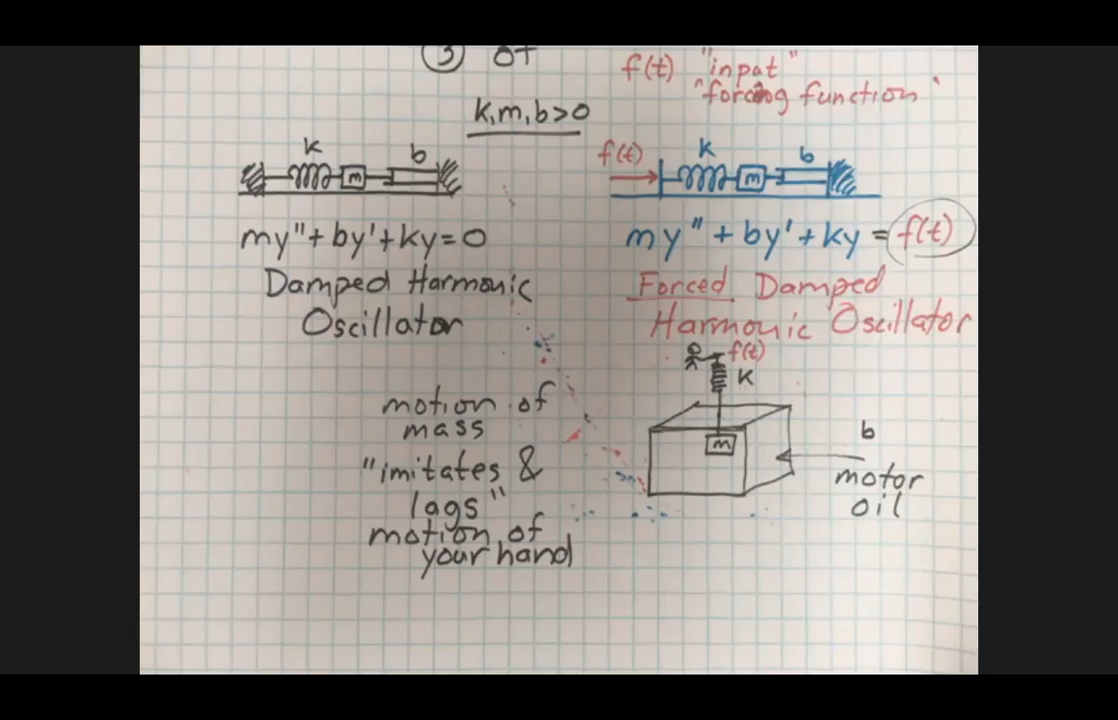 3
f(t) "input"
"forcing function"
k,m,b>0
k
b
m
f(t)
k
b
m
my"+by'+ky=0
my"+by'+ky=f(t)
Damped Harmonic
Oscillator
Forced Damped
Harmonic Oscillator
f(t)
k
m
b
motor
oil
motion of
mass
"imitates &
lags"
motion of
your hand